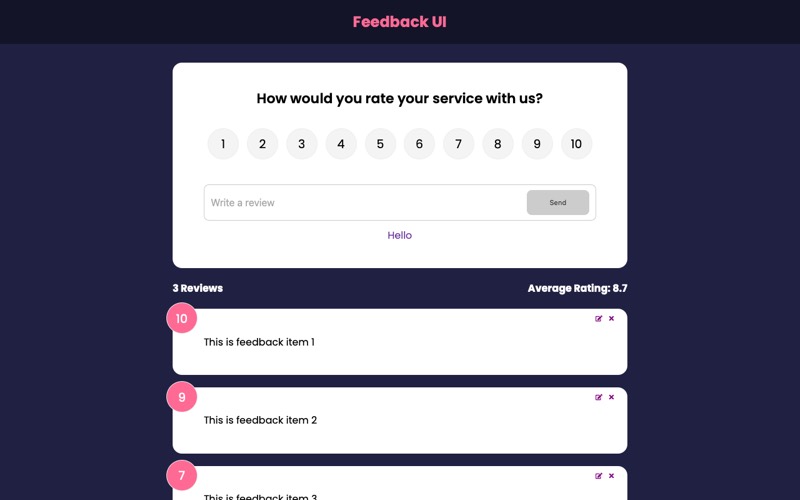 Feedback UI
How would you rate your service with us?
1 2 3 4 5 6 7 8 9 10
Write a review
Send
Hello
3 Reviews Average Rating: 8.7
10
This is feedback item 1
9
This is feedback item 2
7
This is feedback item 3